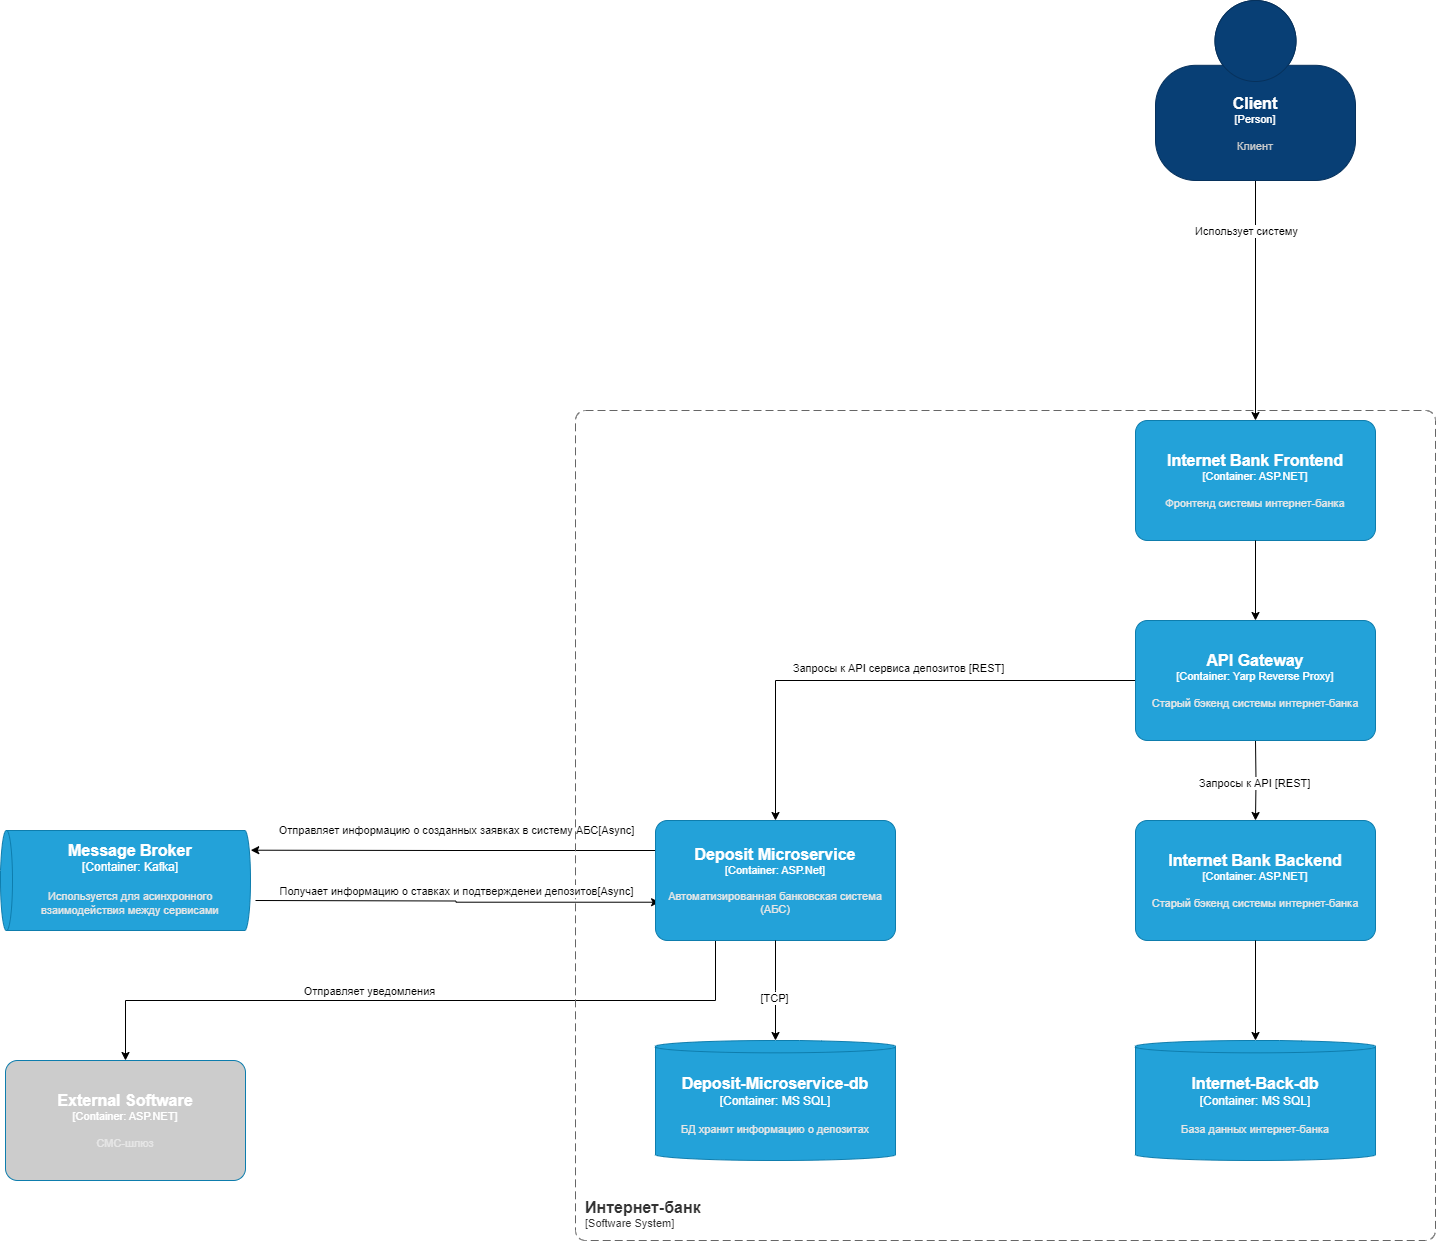 Client
[Person]
Клиент
Использует систему
Internet Bank Frontend
[Container: ASP.NET]
Фронтенд системы интернет-банка
API Gateway
[Container: Yarp Reverse Proxy]
Старый бэкенд системы интернет-банка
Запросы к API сервиса депозитов [REST]
Запросы к API [REST]
Message Broker
[Container: Kafka]
Используется для асинхронного
взаимодействия между сервисами
Отправляет информацию о созданных заявках в систему АБС[Async]
Получает информацию о ставках и подтвержденеи депозитов[Async]
Deposit Microservice
[Container: ASP.Net]
Автоматизированная банковская система
(АБС)
Internet Bank Backend
[Container: ASP.NET]
Старый бэкенд системы интернет-банка
Отправляет уведомления
[TCP]
External Software
[Container: ASP.NET]
СМС-шлюз
Deposit-Microservice-db
[Container: MS SQL]
БД хранит информацию о депозитах
Internet-Back-db
[Container: MS SQL]
База данных интернет-банка
Интернет-банк
[Software System]